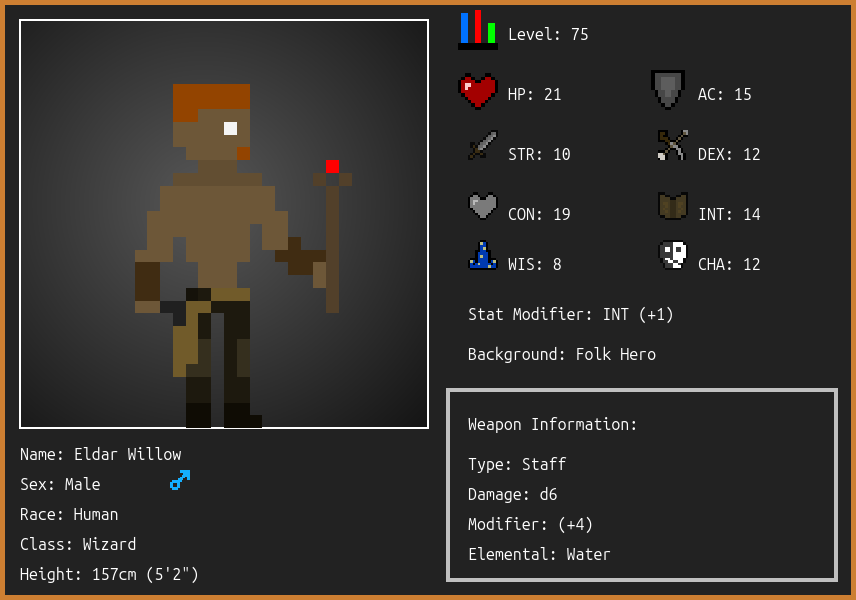 Level: 75
HP: 21
AC: 15
STR: 10
DEX: 12
CON: 19
INT: 14
WIS: 8
CHA: 12
Stat Modifier: INT (+1)
Background: Folk Hero
Weapon Information:
Type: Staff
Damage: d6
Modifier: (+4)
Elemental: Water
Name: Eldar Willow
Sex: Male
Race: Human
Class: Wizard
Height: 157cm (5'2")